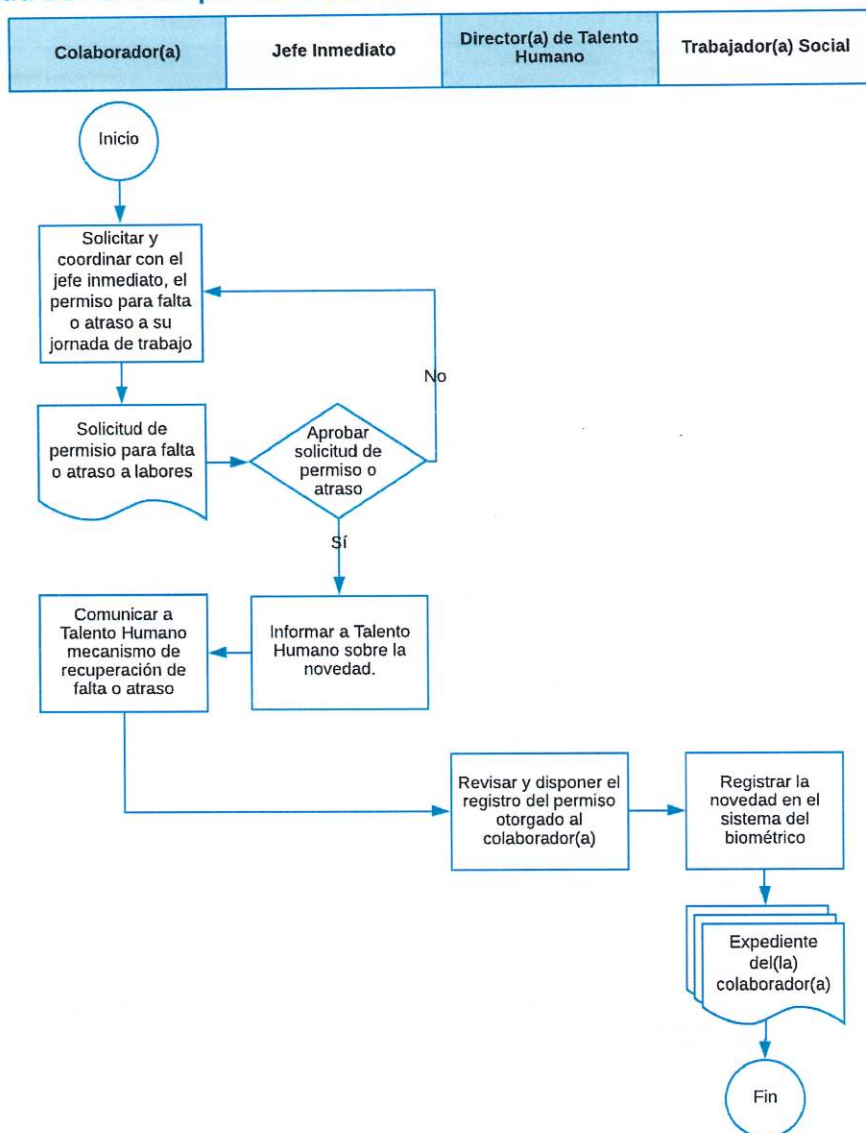 Colaborador(a)
Jefe Inmediato
Director(a) de Talento
Humano
Trabajador(a) Social
Inicio
Solicitar y
coordinar con el
jefe inmediato, el
permiso para falta
o atraso a su
jornada de trabajo
No
Solicitud de
permisio para falta
o atraso a labores
Aprobar
solicitud de
permiso o
atraso
Sí
Comunicar a
Talento Humano
mecanismo de
recuperación de
falta o atraso
Informar a Talento
Humano sobre la
novedad.
Revisar y disponer el
registro del permiso
otorgado al
colaborador(a)
Registrar la
novedad en el
sistema del
biométrico
Expediente
del(la)
colaborador(a)
Fin